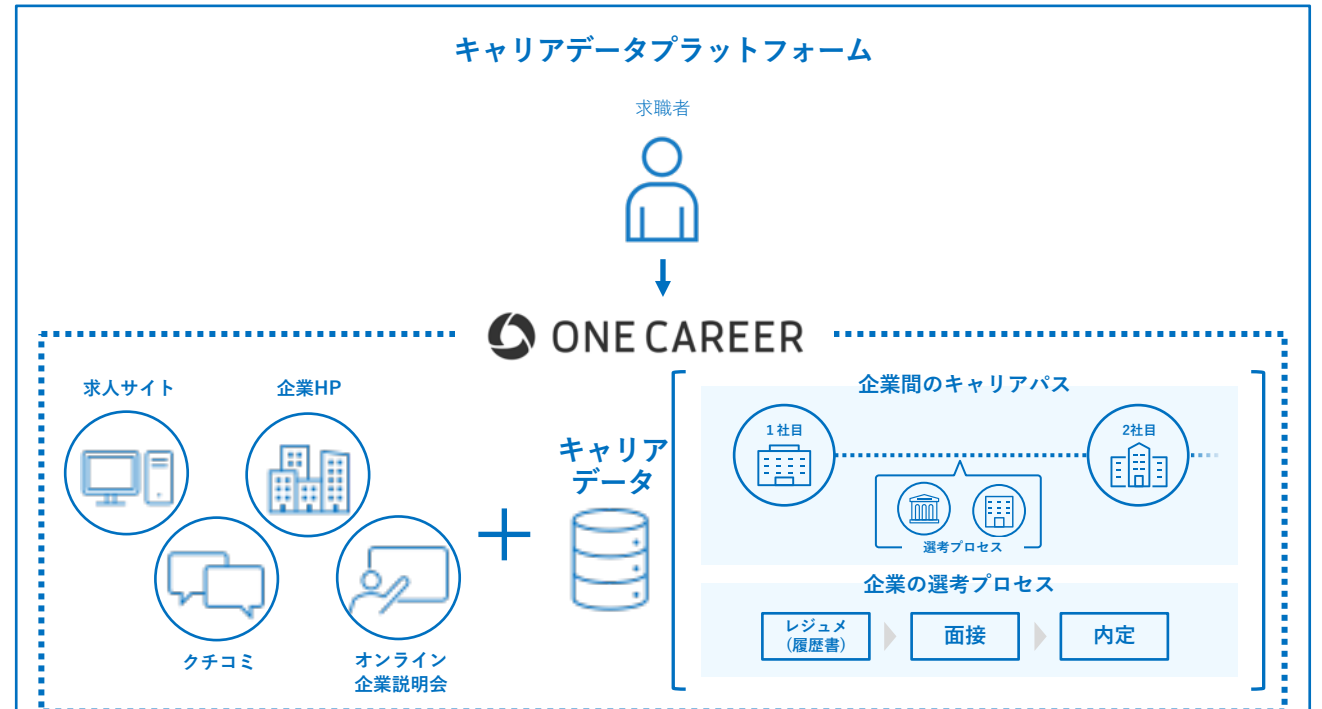 キャリアデータプラットフォーム
求職者
ONE CAREER
求人サイト
企業HP
クチコミ
オンライン
企業説明会
キャリア
データ
企業間のキャリアパス
1社目
2社目
選考プロセス
企業の選考プロセス
レジュメ
(履歴書)
面接
内定